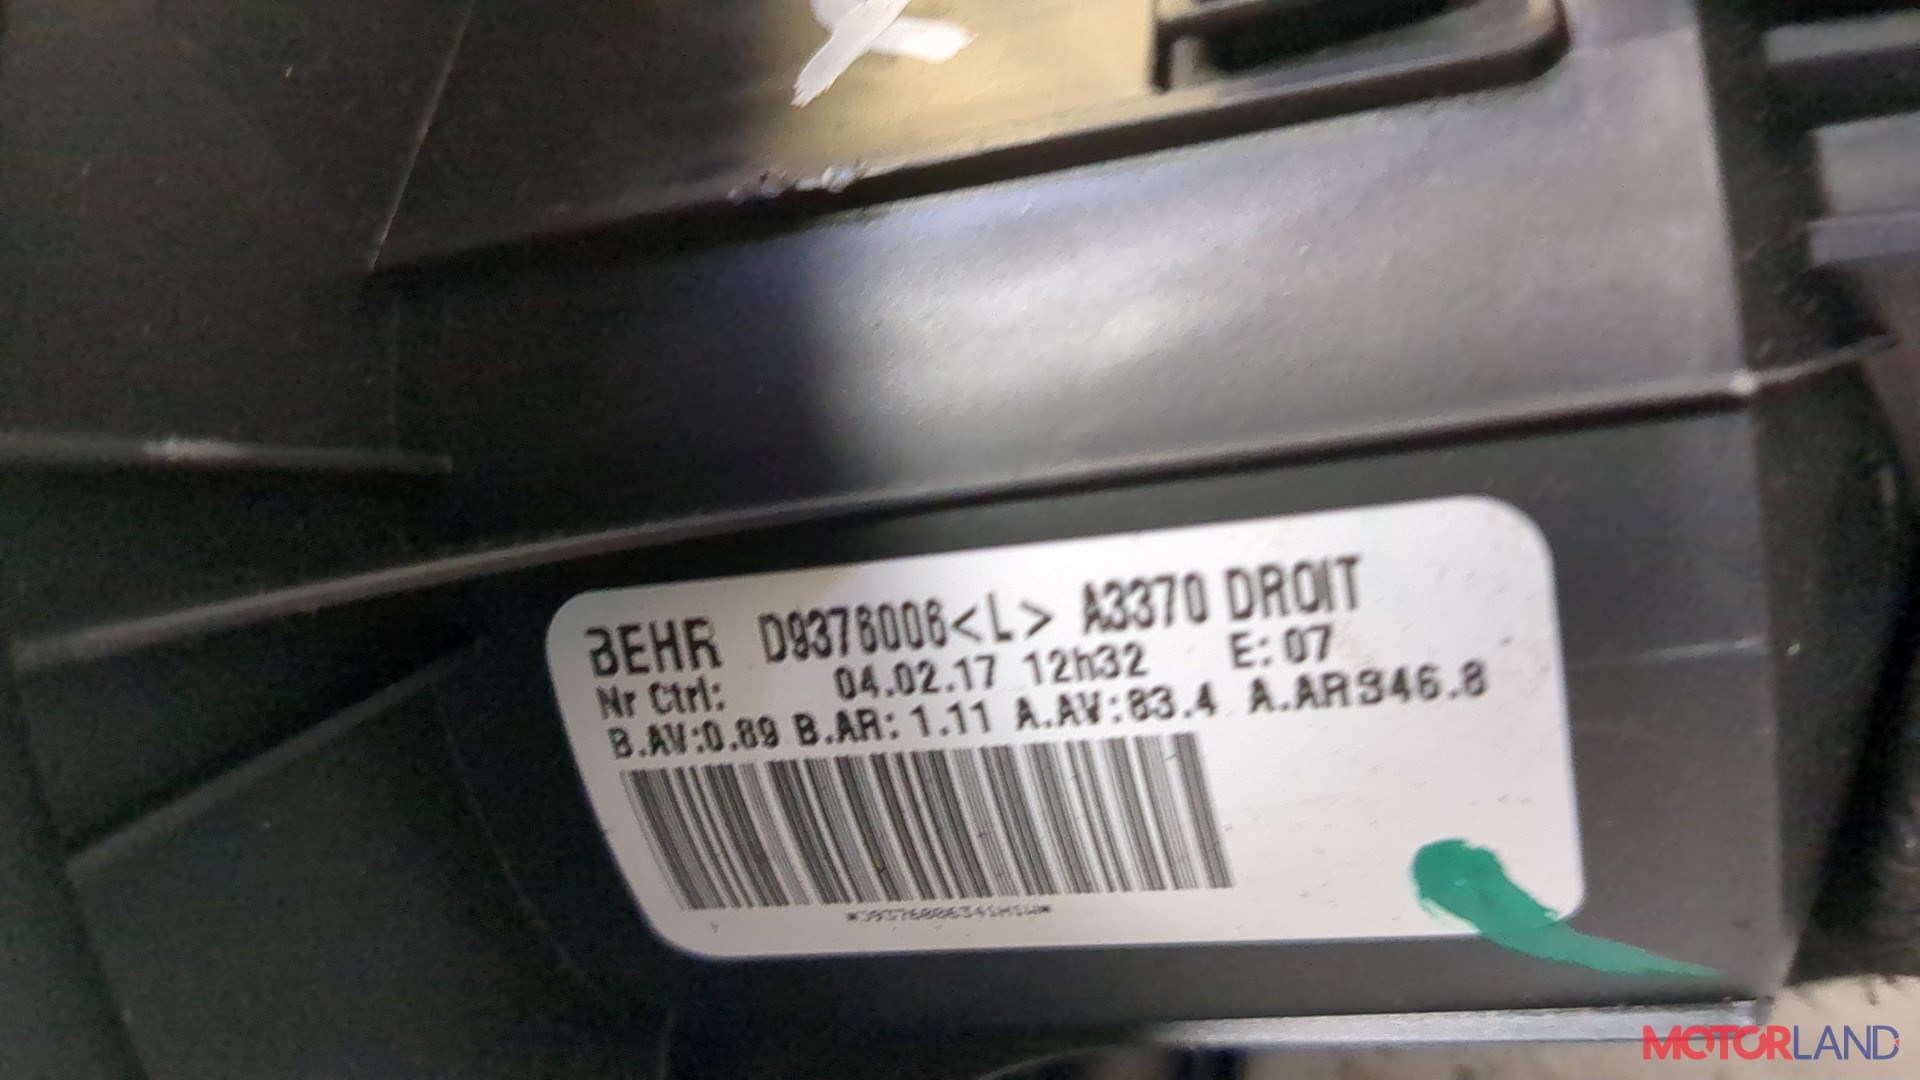 BEHR D9376006<L> A3370 DROIT
Nr Ctrl: 04.02.17 12h32 E: 07
B.AV:0.89 B.AR: 1.11 A.AV:83.4 A.AR346.8
MOTORLAND